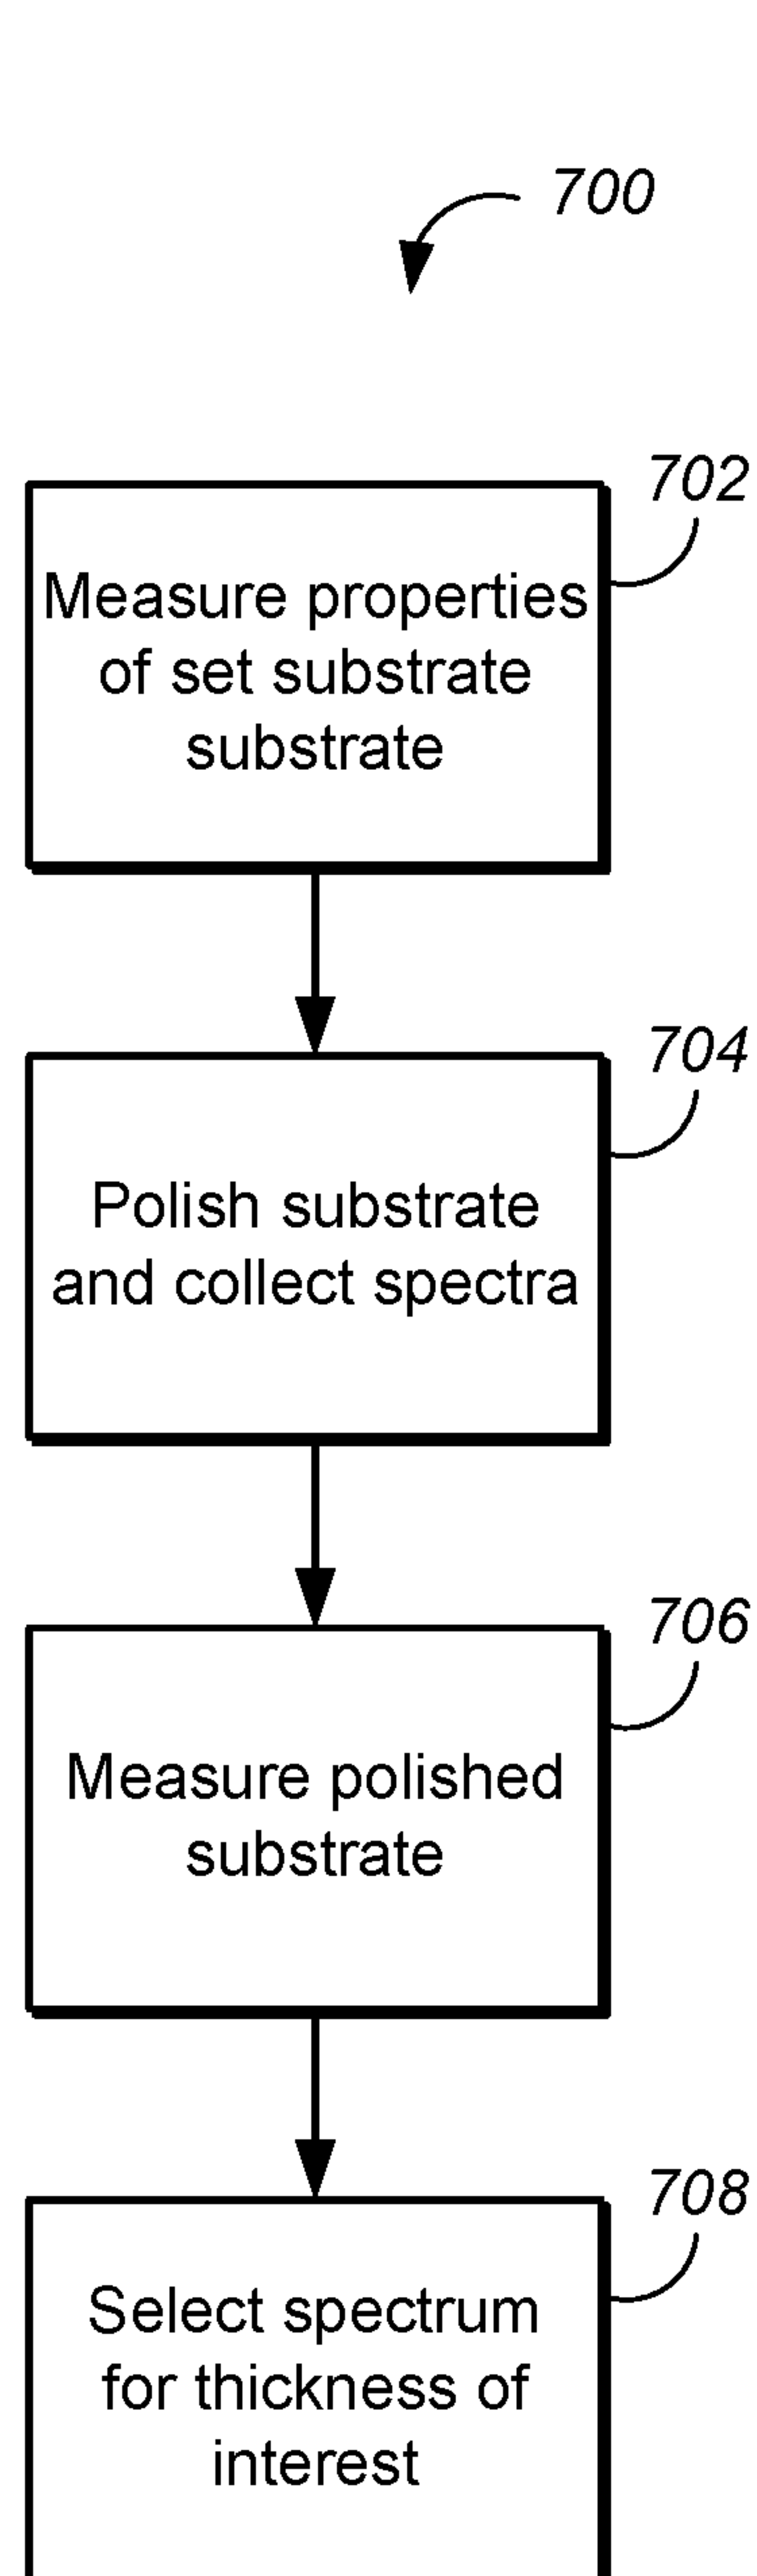 700
702
Measure properties
of set substrate
substrate
704
Polish substrate
and collect spectra
706
Measure polished
substrate
708
Select spectrum
for thickness of
interest